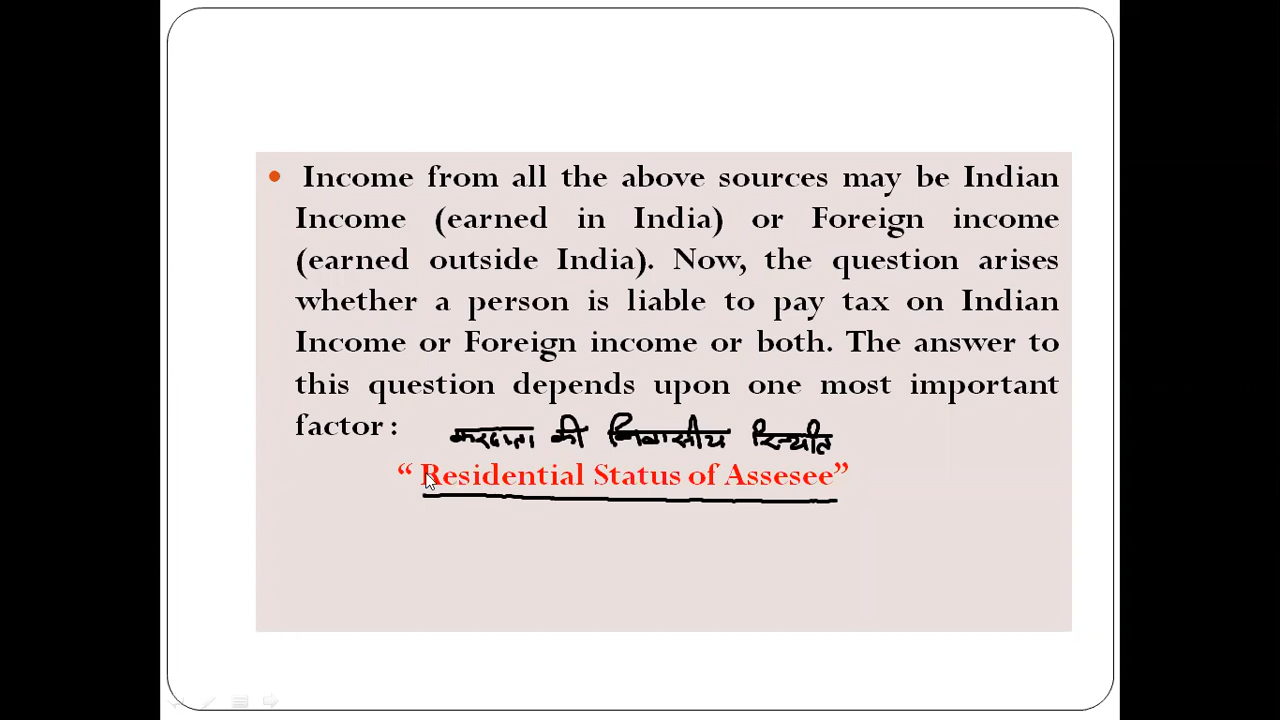 • Income from all the above sources may be Indian
Income (earned in India) or Foreign income
(earned outside India). Now, the question arises
whether a person is liable to pay tax on Indian
Income or Foreign income or both. The answer to
this question depends upon one most important
factor :
करदाता की निवासीय स्थिति
“ Residential Status of Assesee”